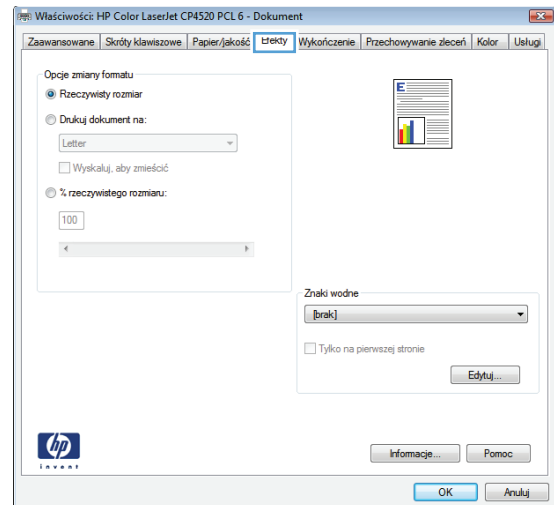 Właściwości: HP Color LaserJet CP4520 PCL 6 - Dokument
Zaawansowane Skróty klawiszowe Papier/jakość Efekty Wykończenie Przechowywanie zleceń Kolor Usługi
Opcje zmiany formatu
Rzeczywisty rozmiar
Drukuj dokument na:
Letter
Wyskaluj, aby zmieścić
% rzeczywistego rozmiaru:
100
E
Znaki wodne
[brak]
Tylko na pierwszej stronie
Edytuj...
hp
invent
Informacje... Pomoc
OK Anuluj